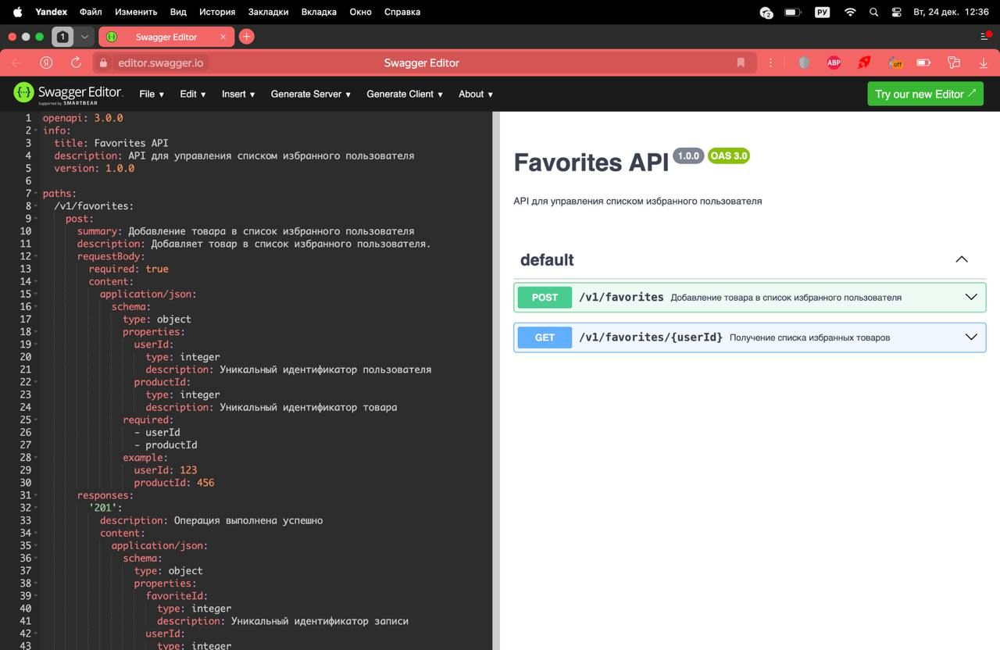 Yandex Файл Изменить Вид История Закладки Вкладка Окно Справка 2 РУ Вт, 24 дек. 12:36
1 Swagger Editor
Я editor.swagger.io Swagger Editor ABP off
Swagger Editor. File Edit Insert Generate Server Generate Client About Try our new Editor
Supported by SMARTBEAR
1 openapi: 3.0.0
2 info:
3 title: Favorites API
4 description: API для управления списком избранного пользователя
5 version: 1.0.0
6
7 paths:
8 /v1/favorites:
9 post:
10 summary: Добавление товара в список избранного пользователя
11 description: Добавляет товар в список избранного пользователя.
12 requestBody:
13 required: true
14 content:
15 application/json:
16 schema:
17 type: object
18 properties:
19 userId:
20 type: integer
21 description: Уникальный идентификатор пользователя
22 productId:
23 type: integer
24 description: Уникальный идентификатор товара
25 required:
26 - userId
27 - productId
28 example:
29 userId: 123
30 productId: 456
31 responses:
32 '201':
33 description: Операция выполнена успешно
34 content:
35 application/json:
36 schema:
37 type: object
38 properties:
39 favoriteId:
40 type: integer
41 description: Уникальный идентификатор записи
42 userId:
43 type: integer
Favorites API 1.0.0 OAS 3.0
API для управления списком избранного пользователя
default
POST /v1/favorites Добавление товара в список избранного пользователя
GET /v1/favorites/{userId} Получение списка избранных товаров